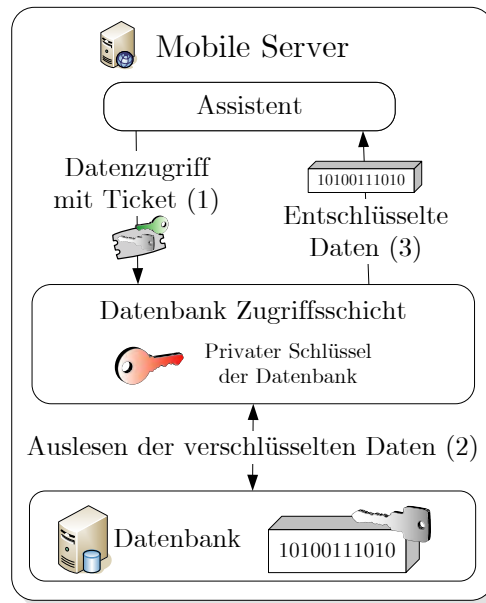 Mobile Server
Assistent
Datenzugriff
mit Ticket (1)
10100111010
Entschlüsselte
Daten (3)
Datenbank Zugriffsschicht
Privater Schlüssel
der Datenbank
Auslesen der verschlüsselten Daten (2)
Datenbank
10100111010